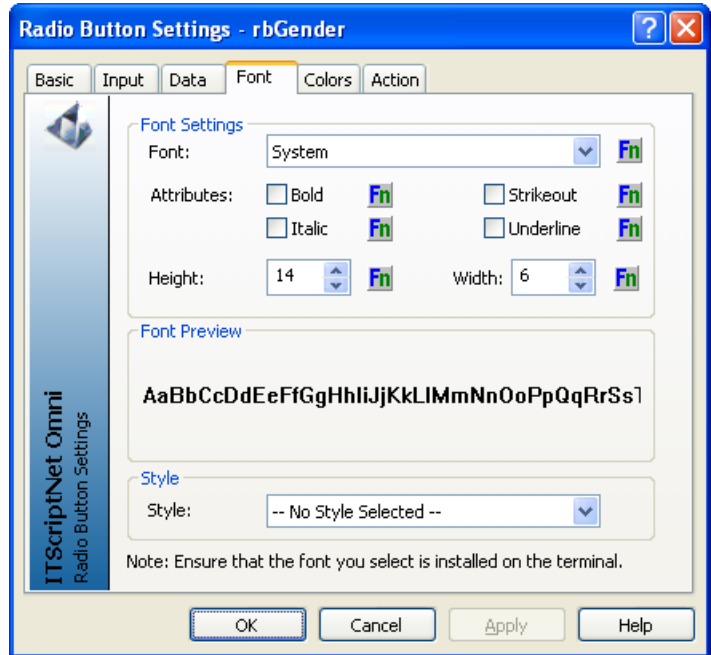 Radio Button Settings - rbGender
Basic Input Data Font Colors Action
Font Settings
Font: System Fn
Attributes: Bold Fn Strikeout Fn
Italic Fn Underline Fn
Height: 14 Fn Width: 6 Fn
Font Preview
AaBbCcDdEeFfGgHhIiJjKkLlMmNnOoPpQqRrSsT
Style
Style: -- No Style Selected --
Note: Ensure that the font you select is installed on the terminal.
ITScriptNet Omni
Radio Button Settings
OK Cancel Apply Help